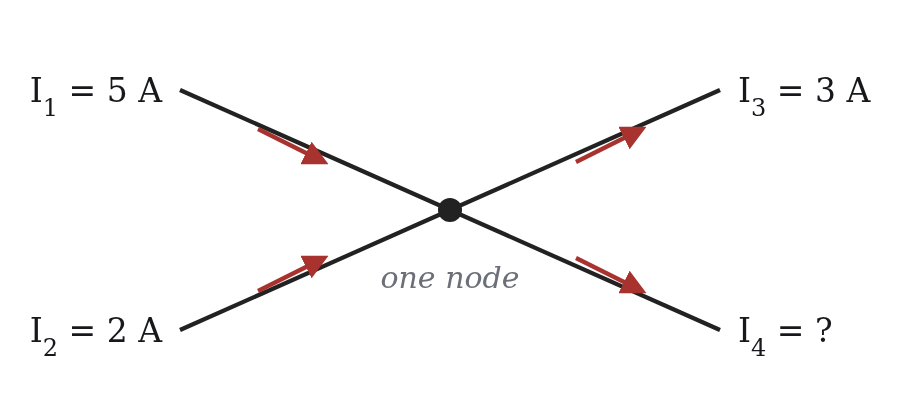 I₁ = 5 A
I₃ = 3 A
one node
I₂ = 2 A
I₄ = ?